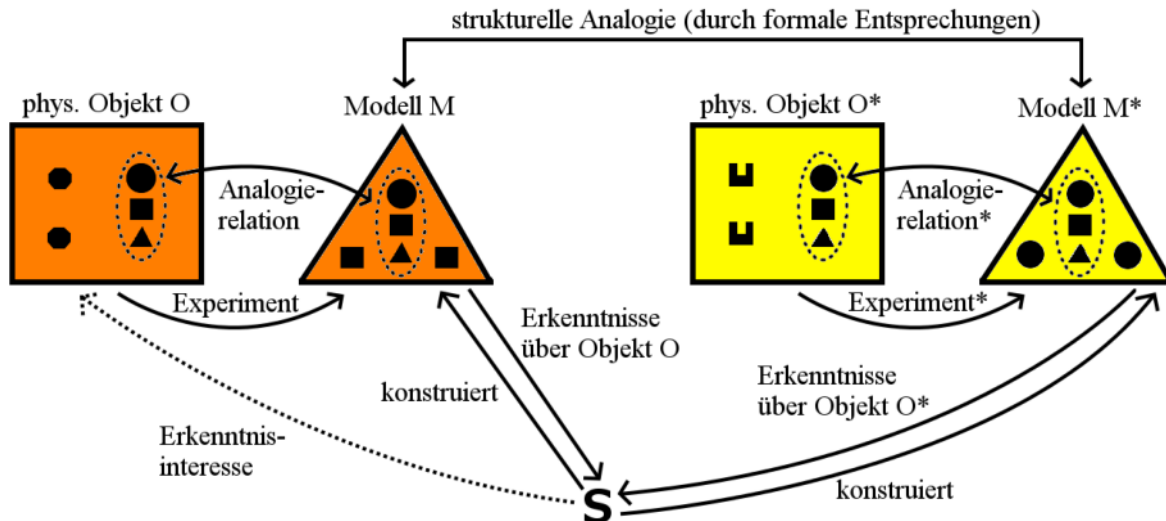 strukturelle Analogie (durch formale Entsprechungen)
phys. Objekt O
Modell M
phys. Objekt O*
Modell M*
Analogie-
relation
Analogie-
relation*
Experiment
Experiment*
Erkenntnisse
über Objekt O
konstruiert
Erkenntnisse
über Objekt O*
Erkenntnis-
interesse
konstruiert
S